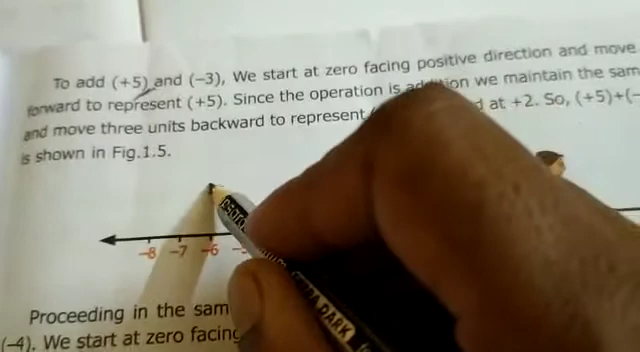 To add (+5) and (−3), We start at zero facing positive direction and move
forward to represent (+5). Since the operation is addition we maintain the sam
and move three units backward to represent d at +2. So, (+5)+(−
is shown in Fig.1.5.
−8 −7 −6
Proceeding in the sam
(−4). We start at zero facing
DARK